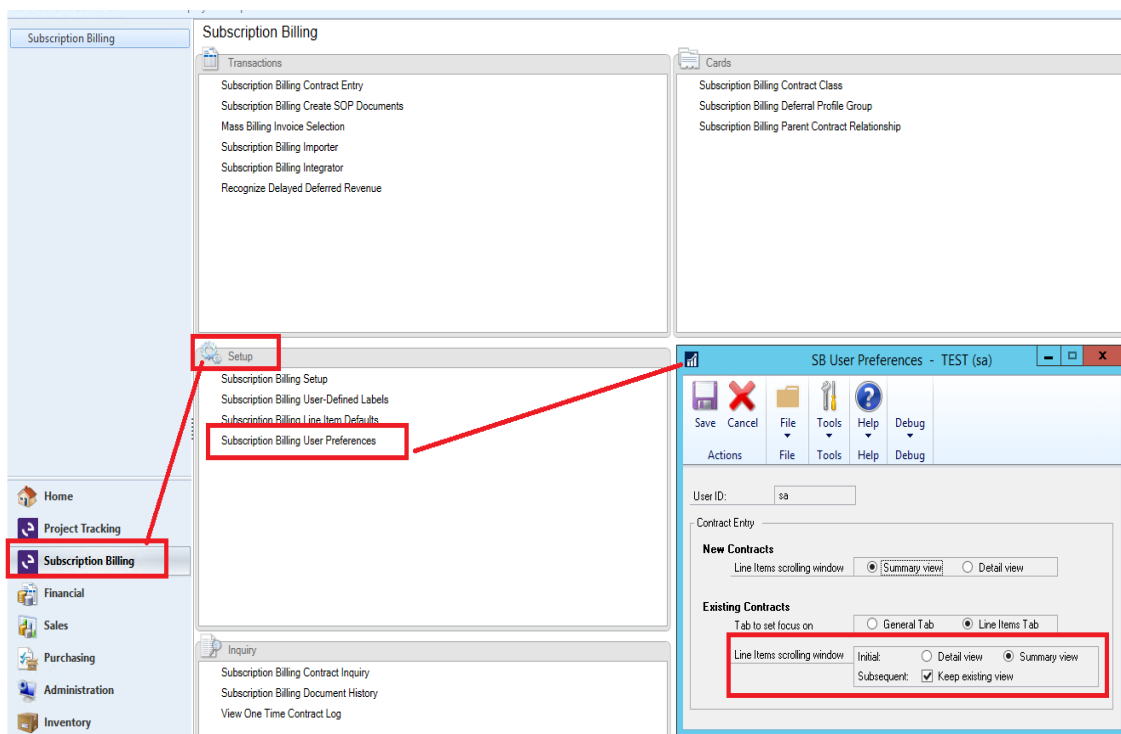 Subscription Billing
Subscription Billing
Transactions
Subscription Billing Contract Entry
Subscription Billing Create SOP Documents
Mass Billing Invoice Selection
Subscription Billing Importer
Subscription Billing Integrator
Recognize Delayed Deferred Revenue
Cards
Subscription Billing Contract Class
Subscription Billing Deferral Profile Group
Subscription Billing Parent Contract Relationship
Setup
Subscription Billing Setup
Subscription Billing User-Defined Labels
Subscription Billing Line Item Defaults
Subscription Billing User Preferences
Home
Project Tracking
Subscription Billing
Financial
Sales
Purchasing
Administration
Inventory
Inquiry
Subscription Billing Contract Inquiry
Subscription Billing Document History
View One Time Contract Log
SB User Preferences - TEST (sa)
Save Cancel File Tools Help Debug
Actions File Tools Help Debug
User ID: sa
Contract Entry
New Contracts
Line Items scrolling window Summary view Detail view
Existing Contracts
Tab to set focus on General Tab Line Items Tab
Line Items scrolling window Initial: Detail view Summary view
Subsequent: Keep existing view